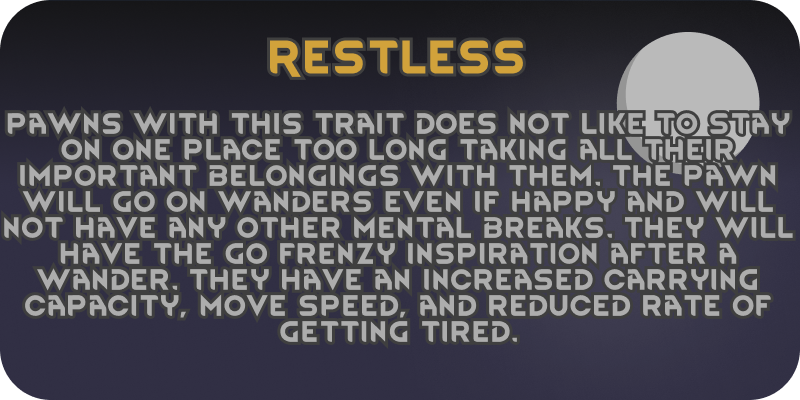 RESTLESS
PAWNS WITH THIS TRAIT DOES NOT LIKE TO STAY
ON ONE PLACE TOO LONG TAKING ALL THEIR
IMPORTANT BELONGINGS WITH THEM. THE PAWN
WILL GO ON WANDERS EVEN IF HAPPY AND WILL
NOT HAVE ANY OTHER MENTAL BREAKS. THEY WILL
HAVE THE GO FRENZY INSPIRATION AFTER A
WANDER. THEY HAVE AN INCREASED CARRYING
CAPACITY, MOVE SPEED, AND REDUCED RATE OF
GETTING TIRED.